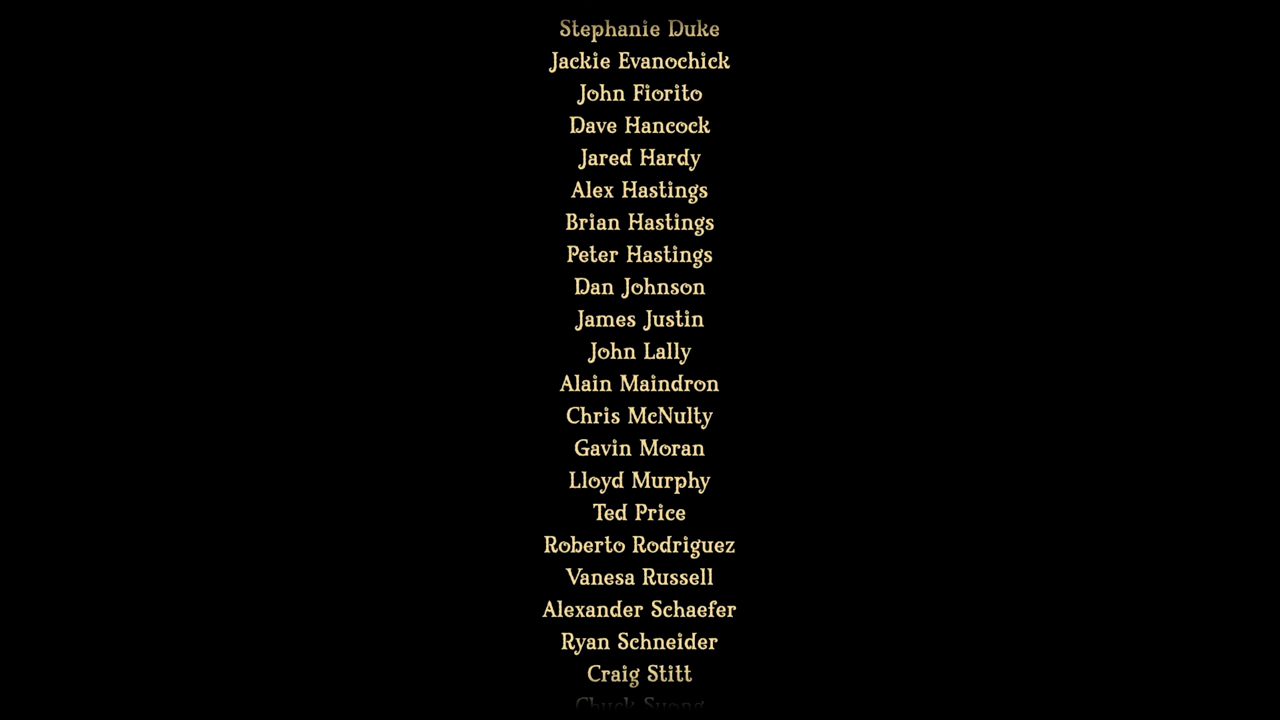 Stephanie Duke
Jackie Evanochick
John Fiorito
Dave Hancock
Jared Hardy
Alex Hastings
Brian Hastings
Peter Hastings
Dan Johnson
James Justin
John Lally
Alain Maindron
Chris McNulty
Gavin Moran
Lloyd Murphy
Ted Price
Roberto Rodriguez
Vanesa Russell
Alexander Schaefer
Ryan Schneider
Craig Stitt
Chuck Suong